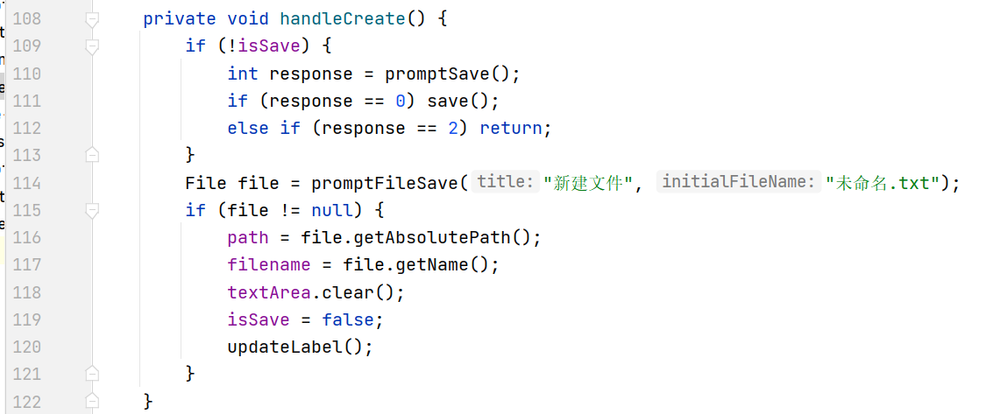 108 private void handleCreate() {
109 if (!isSave) {
110 int response = promptSave();
111 if (response == 0) save();
112 else if (response == 2) return;
113 }
114 File file = promptFileSave( title: "新建文件", initialFileName: "未命名.txt");
115 if (file != null) {
116 path = file.getAbsolutePath();
117 filename = file.getName();
118 textArea.clear();
119 isSave = false;
120 updateLabel();
121 }
122 }